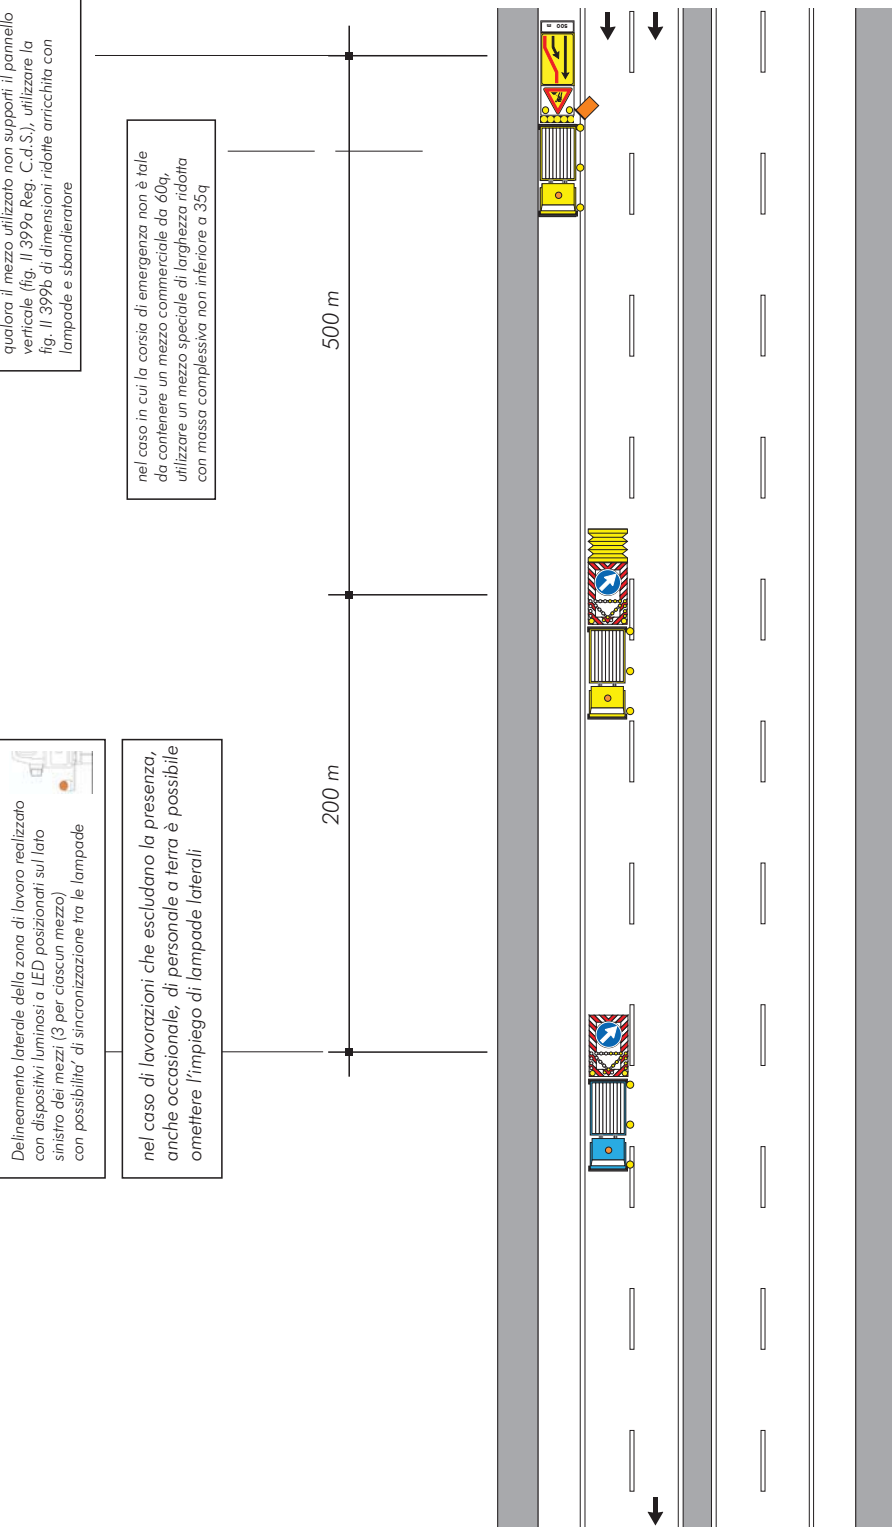 qualora il mezzo utilizzato non supporti il pannello
verticale (fig. II 399a Reg. C.d.S.), utilizzare la
fig. II 399b di dimensioni ridotte arricchita con
lampade e sbandieratore
nel caso in cui la corsia di emergenza non è tale
da contenere un mezzo commerciale da 60q,
utilizzare un mezzo speciale di larghezza ridotta
con massa complessiva non inferiore a 35q
500 m
500 m
200 m
Delineamento laterale della zona di lavoro realizzato
con dispositivi luminosi a LED posizionati sul lato
sinistro dei mezzi (3 per ciascun mezzo)
con possibilita' di sincronizzazione tra le lampade
nel caso di lavorazioni che escludano la presenza,
anche occasionale, di personale a terra è possibile
omettere l'impiego di lampade laterali